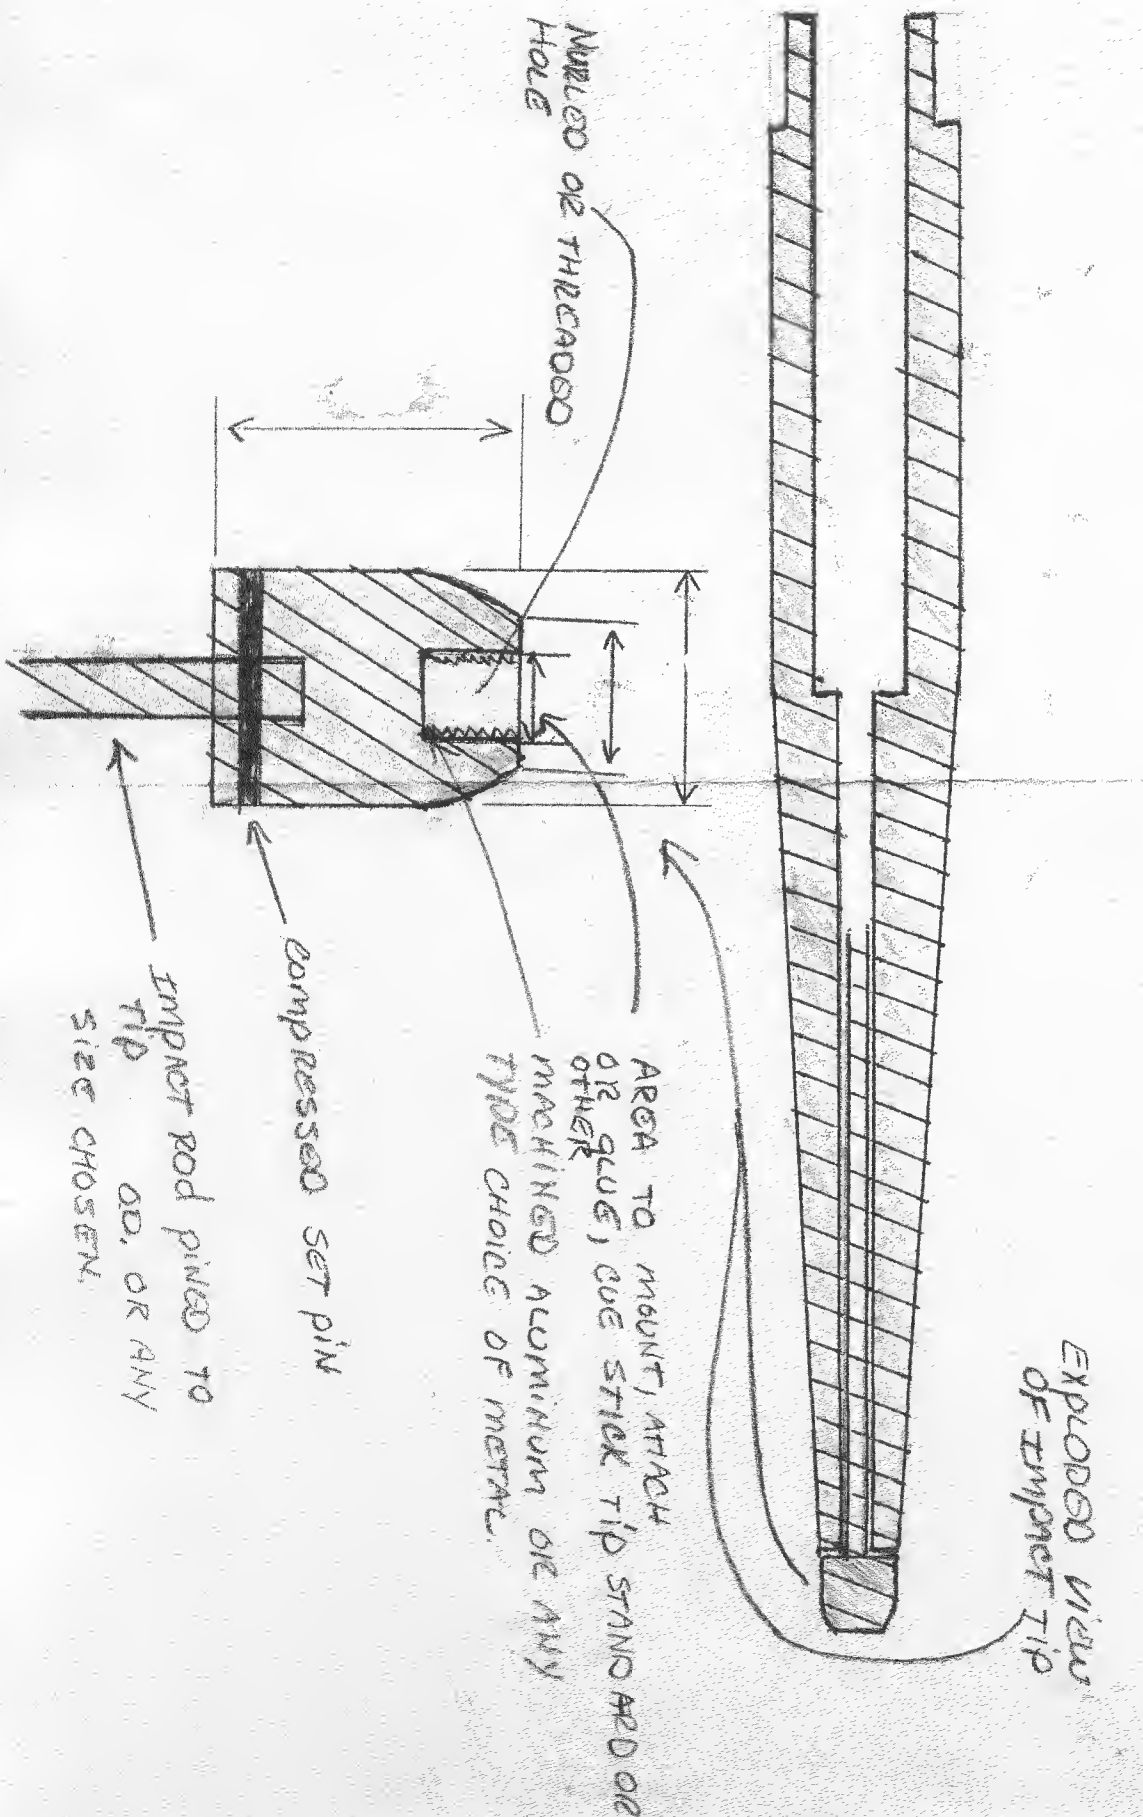 EXPLODED VIEW
OF IMPACT TIP
AREA TO MOUNT, ATTACH
OR GLUE, CUE STICK TIP STANDARD OR
OTHER
MACHINED ALUMINUM OR ANY
TYPE CHOICE OF METAL.
NURLED OR THREADED
HOLE
COMPRESSED SET PIN
IMPACT ROD PINED TO
TIP OD. OR ANY
SIZE CHOSEN.